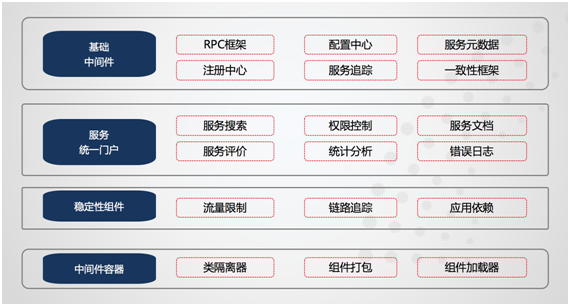 基础
中间件
RPC框架
配置中心
服务元数据
注册中心
服务追踪
一致性框架
服务
统一门户
服务搜索
权限控制
服务文档
服务评价
统计分析
错误日志
稳定性组件
流量限制
链路追踪
应用依赖
中间件容器
类隔离器
组件打包
组件加载器